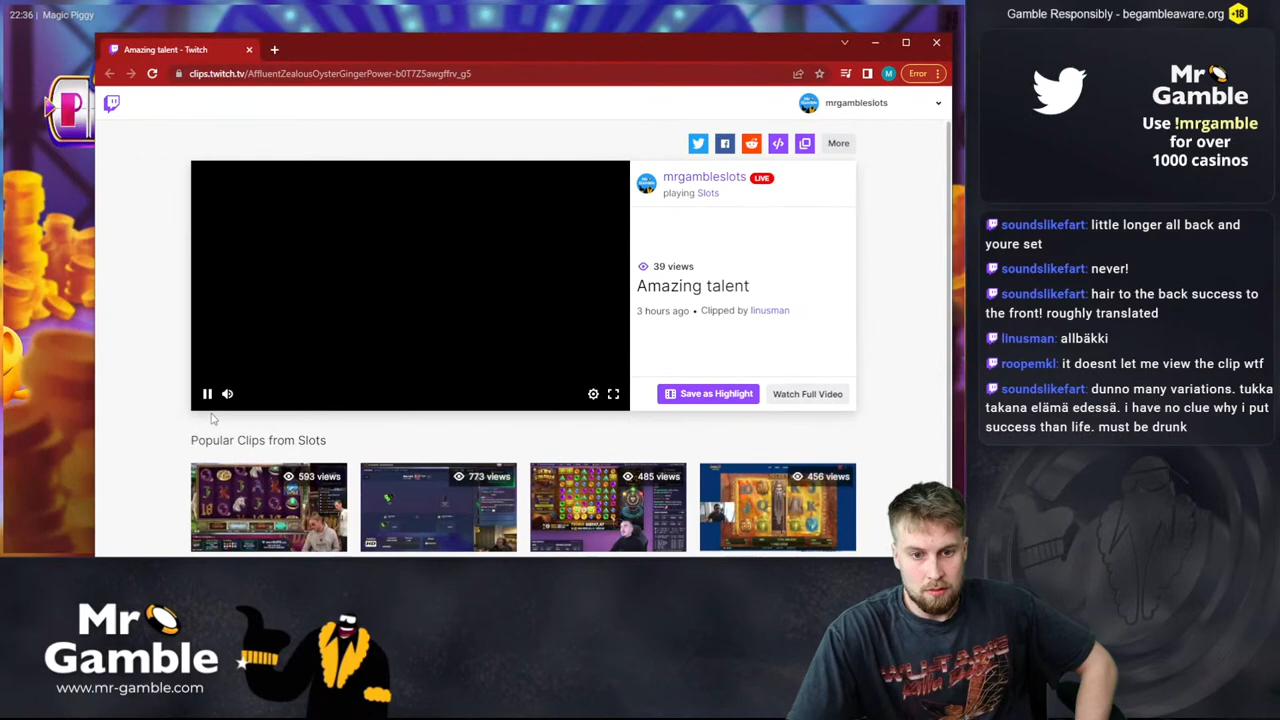 22:36 | Magic Piggy
Gamble Responsibly - begambleaware.org +18
Amazing talent - Twitch
clips.twitch.tv/AffluentZealousOysterGingerPower-b0T7Z5awgffrv_g5
M
Error
mrgambleslots
More
mrgambleslots LIVE
playing Slots
39 views
Amazing talent
3 hours ago • Clipped by linusman
Save as Highlight
Watch Full Video
Popular Clips from Slots
593 views
773 views
485 views
456 views
Mr
Gamble
Use !mrgamble
for over
1000 casinos
soundslikefart: little longer all back and
youre set
soundslikefart: never!
soundslikefart: hair to the back success to
the front! roughly translated
linusman: allbäkki
roopemkl: it doesnt let me view the clip wtf
soundslikefart: dunno many variations. tukka
takana elämä edessä. i have no clue why i put
success than life. must be drunk
Mr
Gamble
www.mr-gamble.com